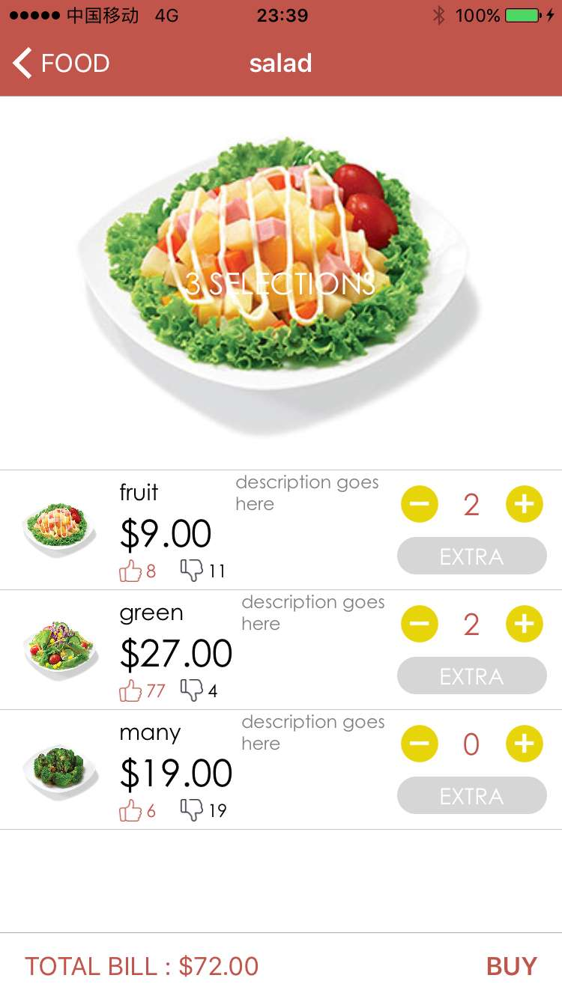 中国移动 4G 23:39 100%
FOOD salad
3 SELECTIONS
fruit
description goes
here
$9.00
8 11
2
EXTRA
green
description goes
here
$27.00
77 4
2
EXTRA
many
description goes
here
$19.00
6 19
0
EXTRA
TOTAL BILL : $72.00 BUY